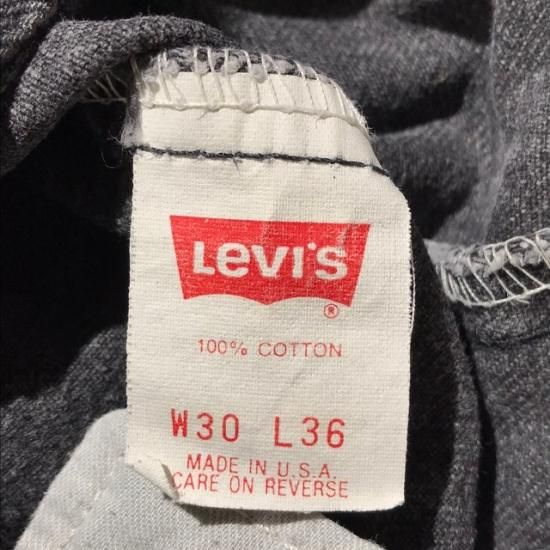 Levi's
®
100% COTTON
W30 L36
MADE IN U.S.A.
CARE ON REVERSE